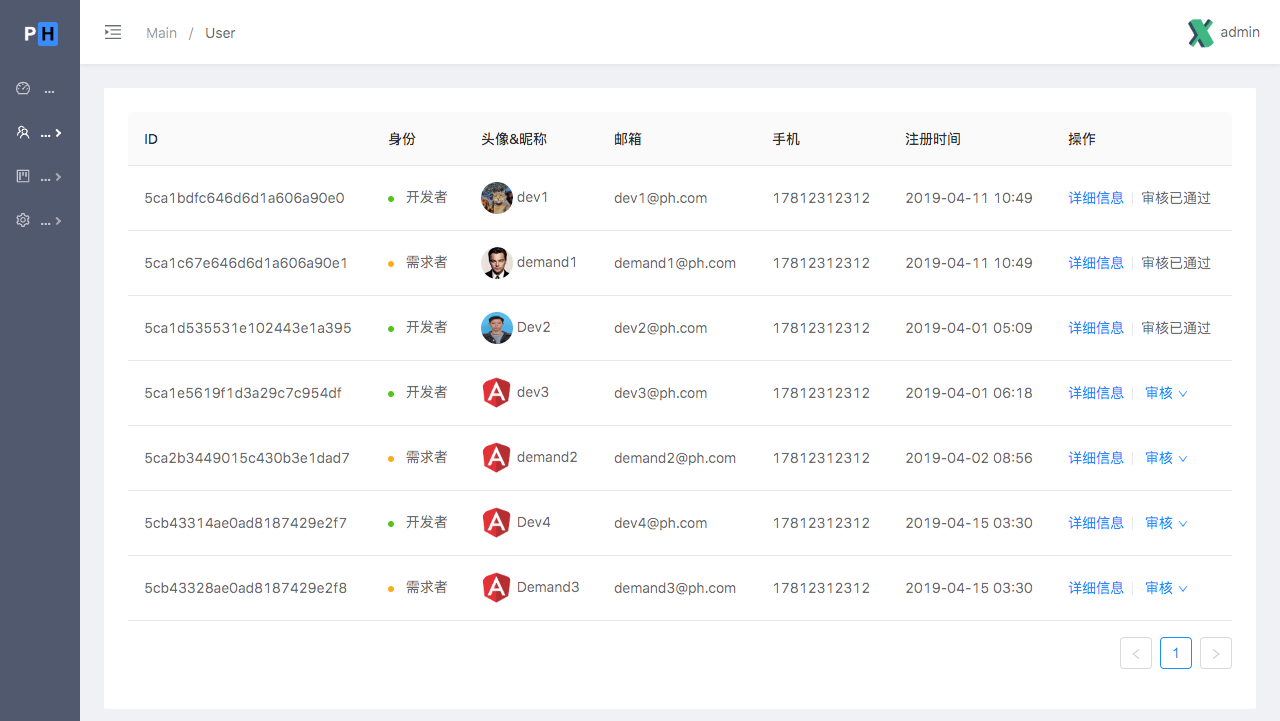 PH
Main / User
admin
...
...
...
...
ID 身份 头像&昵称 邮箱 手机 注册时间 操作
5ca1bdfc646d6d1a606a90e0 开发者 dev1 dev1@ph.com 17812312312 2019-04-11 10:49 详细信息 审核已通过
5ca1c67e646d6d1a606a90e1 需求者 demand1 demand1@ph.com 17812312312 2019-04-11 10:49 详细信息 审核已通过
5ca1d535531e102443e1a395 开发者 Dev2 dev2@ph.com 17812312312 2019-04-01 05:09 详细信息 审核已通过
5ca1e5619f1d3a29c7c954df 开发者 dev3 dev3@ph.com 17812312312 2019-04-01 06:18 详细信息 审核
5ca2b3449015c430b3e1dad7 需求者 demand2 demand2@ph.com 17812312312 2019-04-02 08:56 详细信息 审核
5cb43314ae0ad8187429e2f7 开发者 Dev4 dev4@ph.com 17812312312 2019-04-15 03:30 详细信息 审核
5cb43328ae0ad8187429e2f8 需求者 Demand3 demand3@ph.com 17812312312 2019-04-15 03:30 详细信息 审核
1